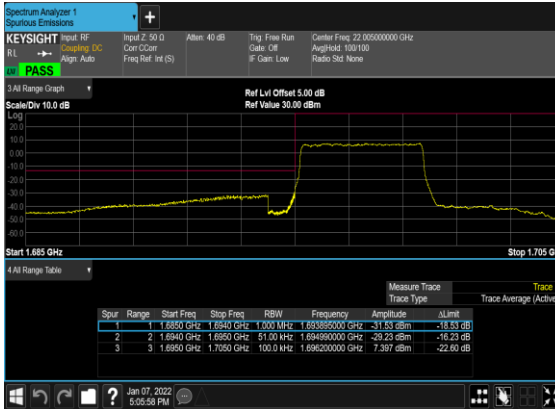 Spectrum Analyzer 1
Spurious Emissions
+
KEYSIGHT Input: RF Input Z: 50 Ω Atten: 40 dB Trig: Free Run Center Freq: 22.005000000 GHz
RL Coupling: DC Corr CCorr Gate: Off Avg|Hold: 100/100
Align: Auto Freq Ref: Int (S) IF Gain: Low Radio Std: None
PASS
3 All Range Graph
Ref Lvl Offset 5.00 dB
Scale/Div 10.0 dB Ref Value 30.00 dBm
Log
20.0
10.0
0.00
-10.0
-20.0
-30.0
-40.0
-50.0
-60.0
Start 1.685 GHz Stop 1.705 G
4 All Range Table
Measure Trace Trace
Trace Type Trace Average (Active
Spur Range Start Freq Stop Freq RBW Frequency Amplitude ΔLimit
1 1 1.6850 GHz 1.6940 GHz 1.000 MHz 1.693895000 GHz -31.53 dBm -18.53 dB
2 2 1.6940 GHz 1.6950 GHz 51.00 kHz 1.694990000 GHz -29.23 dBm -16.23 dB
3 3 1.6950 GHz 1.7050 GHz 100.0 kHz 1.696200000 GHz 7.397 dBm -22.60 dB
? Jan 07, 2022
5:05:58 PM